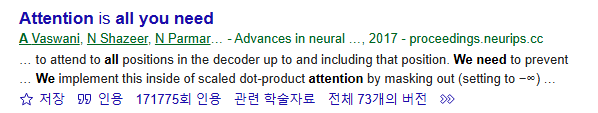 Attention is all you need
A Vaswani, N Shazeer, N Parmar… - Advances in neural …, 2017 - proceedings.neurips.cc
… to attend to all positions in the decoder up to and including that position. We need to prevent
… We implement this inside of scaled dot-product attention by masking out (setting to −∞) …
저장 인용 171775회 인용 관련 학술자료 전체 73개의 버전